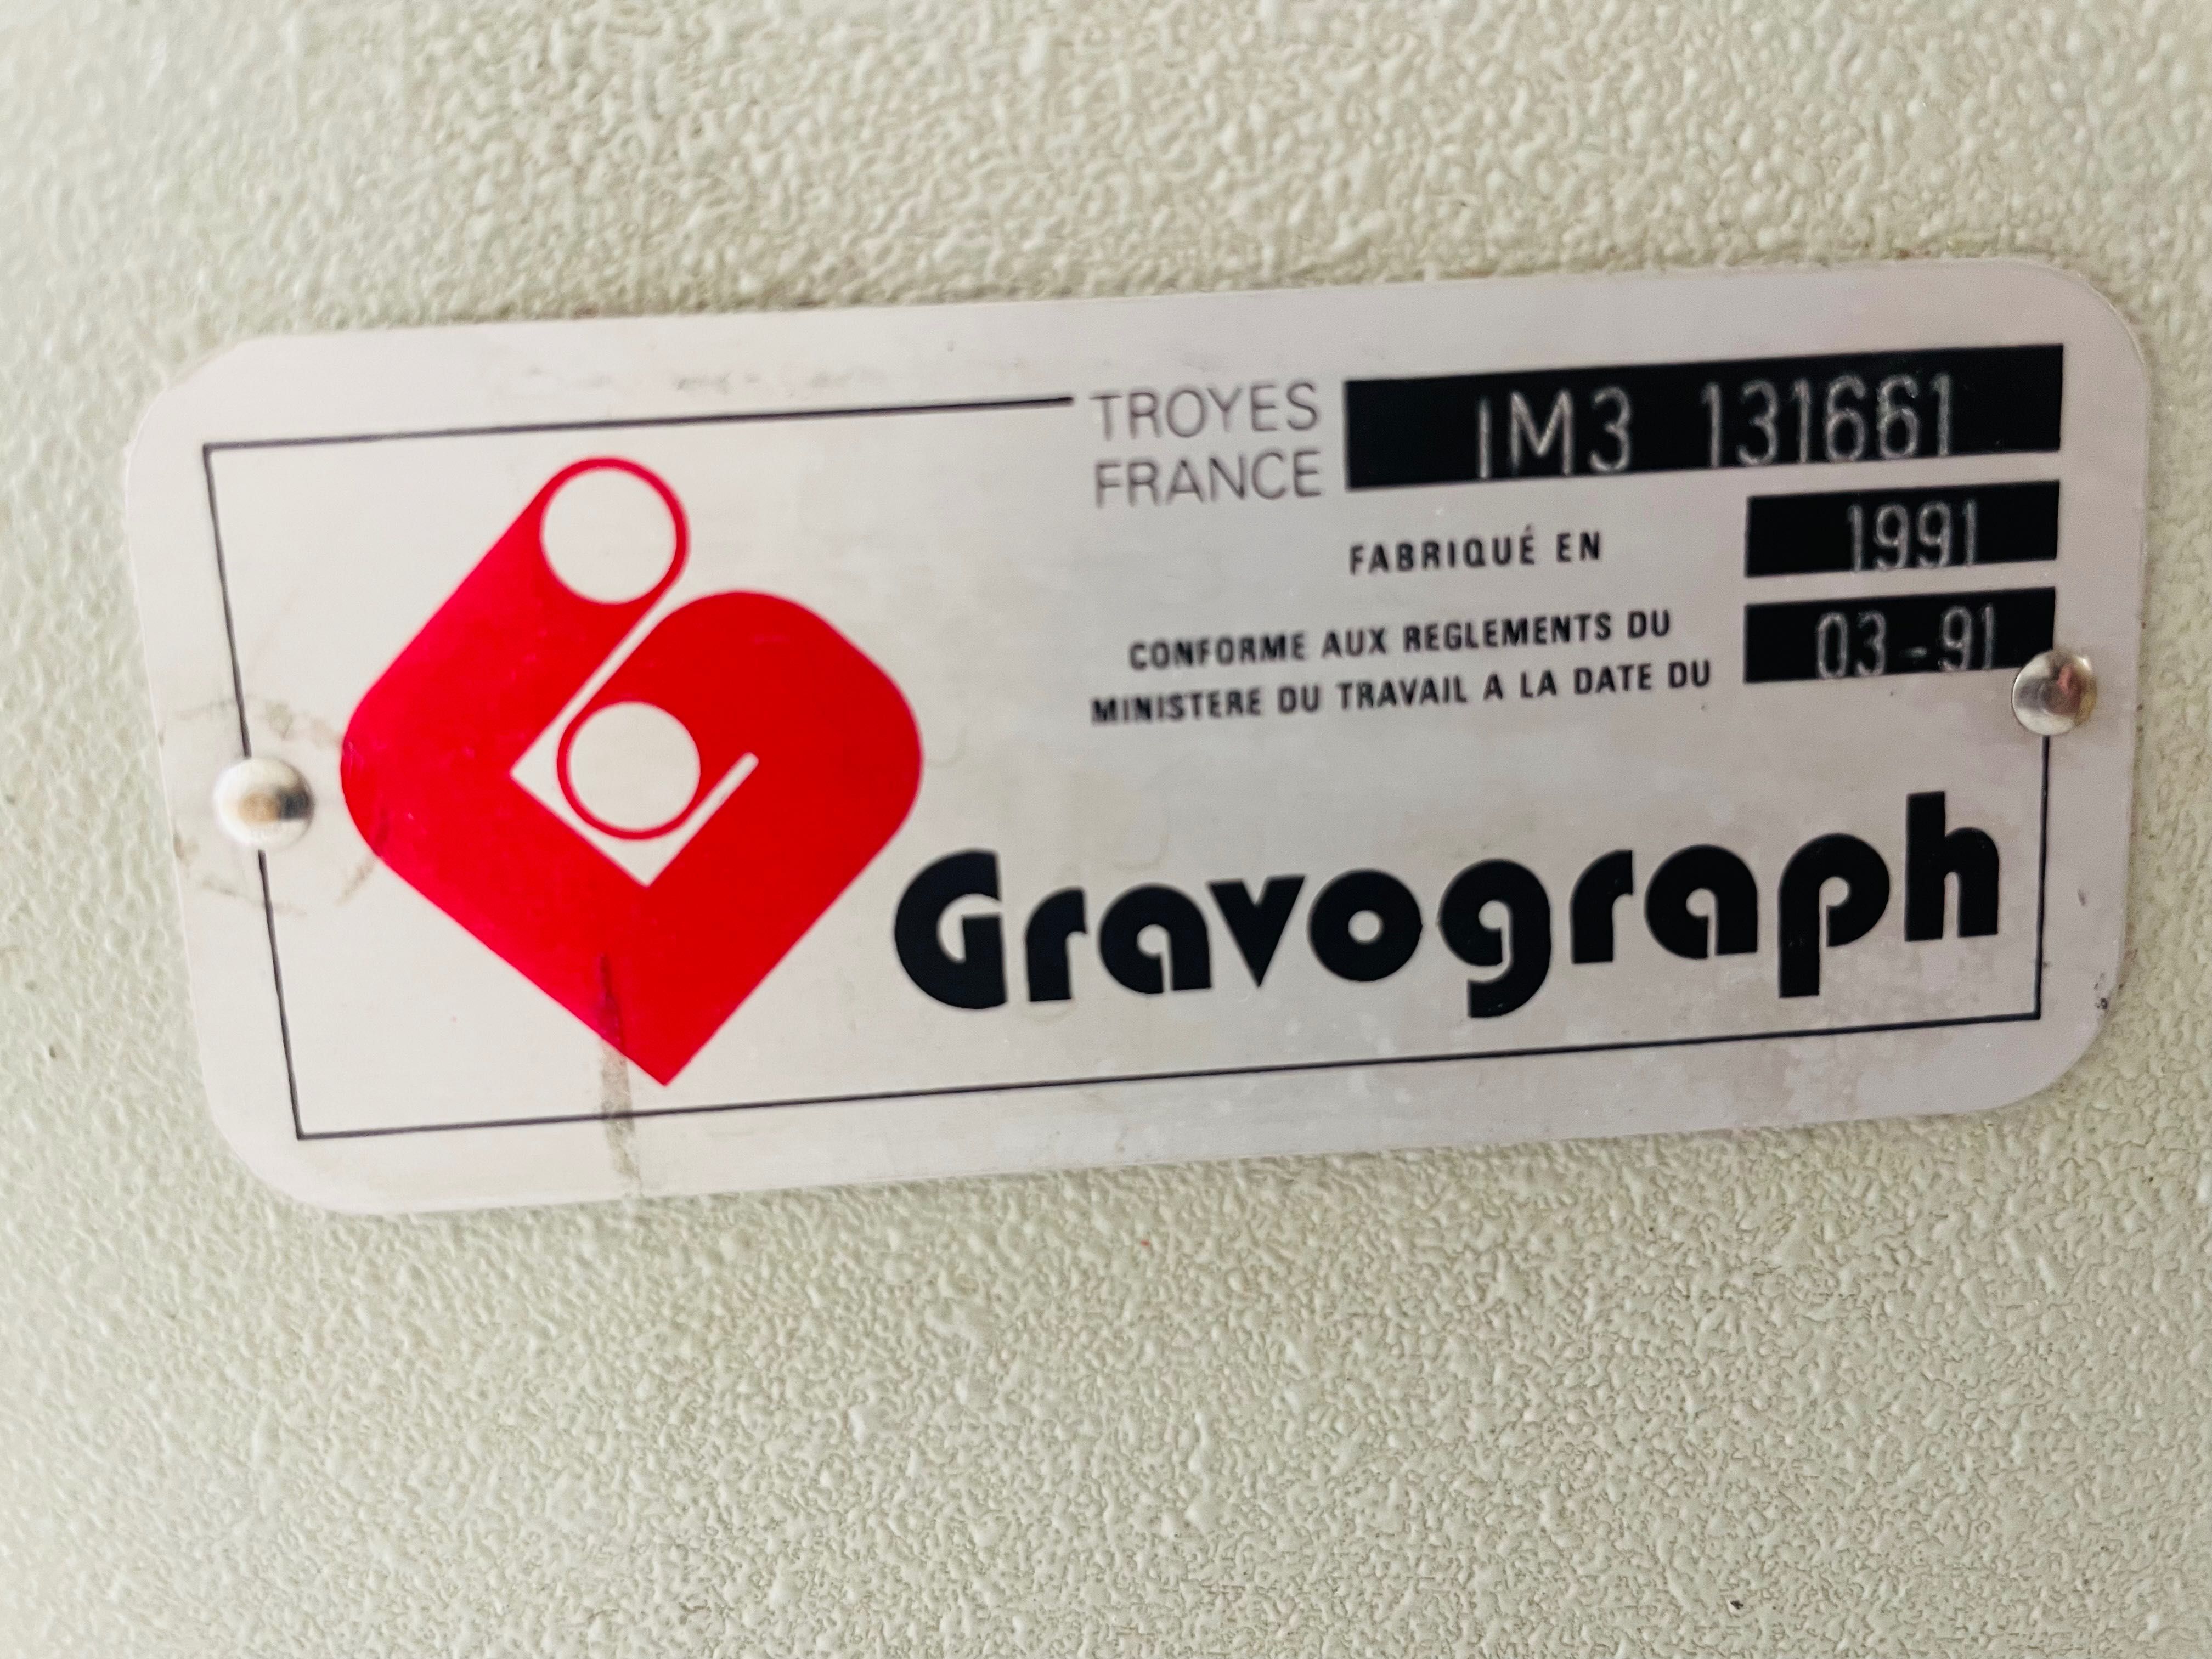 TROYES
FRANCE
IM3 131661
FABRIQUÉ EN 1991
CONFORME AUX REGLEMENTS DU
MINISTERE DU TRAVAIL A LA DATE DU 03-91
Gravograph